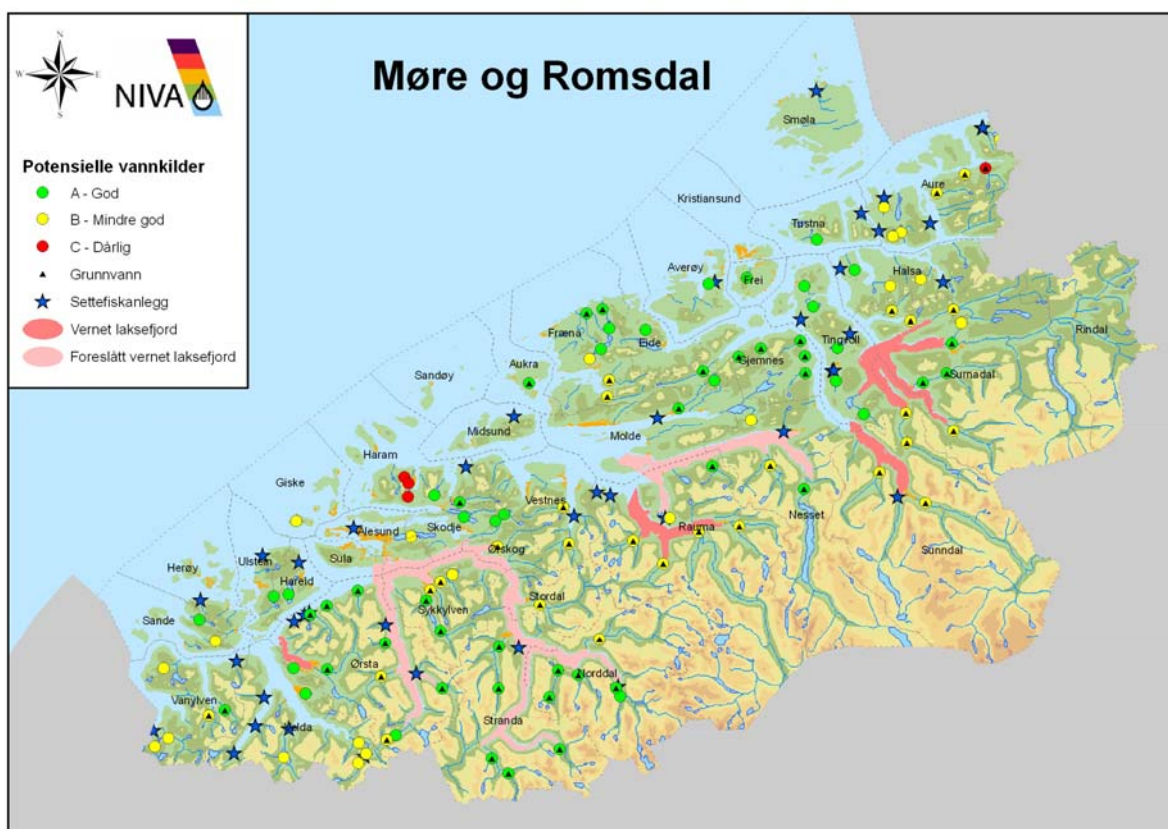 Møre og Romsdal
N
W
E
S
NIVA
Potensielle vannkilder
A - God
B - Mindre god
C - Dårlig
Grunnvann
Settefiskanlegg
Vernet laksefjord
Foreslått vernet laksefjord
Smøla
Aure
Kristiansund
Tustna
Averøy
Frei
Halsa
Fræna
Eide
Tingvoll
Rindal
Aukra
Gjemnes
Surnadal
Sandøy
Midsund
Molde
Haram
Giske
Vestnes
Nesset
Ålesund
Skodje
Rauma
Sunndal
Ulstein
Sula
Ørskog
Herøy
Hareid
Stordal
Sande
Sykkylven
Ørsta
Norddal
Vanylven
Stranda